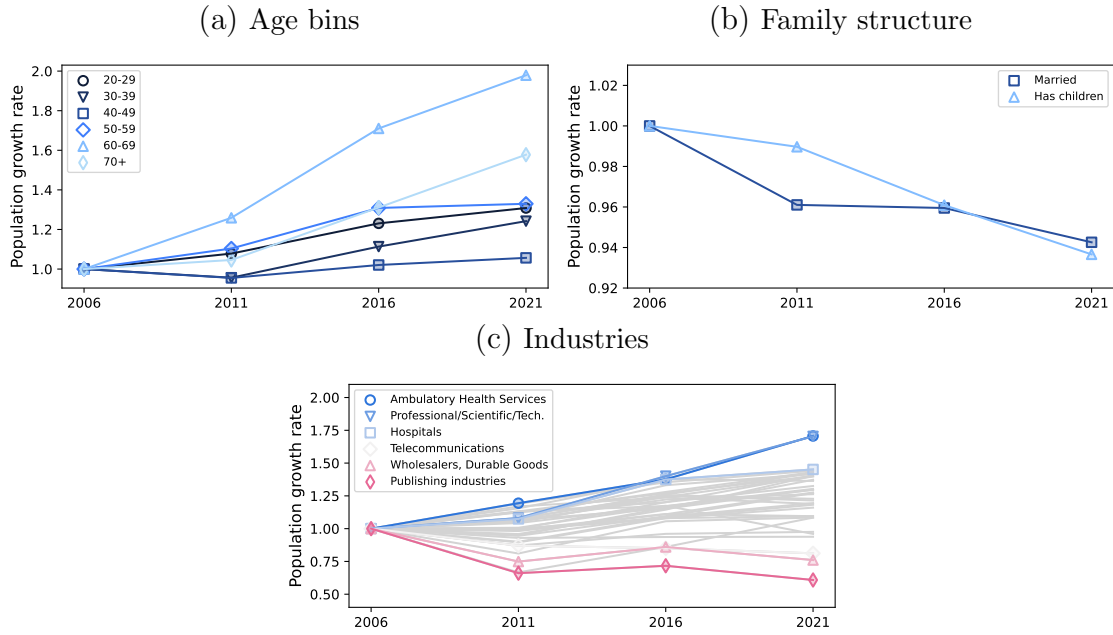 (a) Age bins
Population growth rate
2.0
1.8
1.6
1.4
1.2
1.0
20-29
30-39
40-49
50-59
60-69
70+
2006
2011
2016
2021
(b) Family structure
Population growth rate
1.02
1.00
0.98
0.96
0.94
0.92
Married
Has children
2006
2011
2016
2021
(c) Industries
Population growth rate
2.00
1.75
1.50
1.25
1.00
0.75
0.50
Ambulatory Health Services
Professional/Scientific/Tech.
Hospitals
Telecommunications
Wholesalers, Durable Goods
Publishing industries
2006
2011
2016
2021